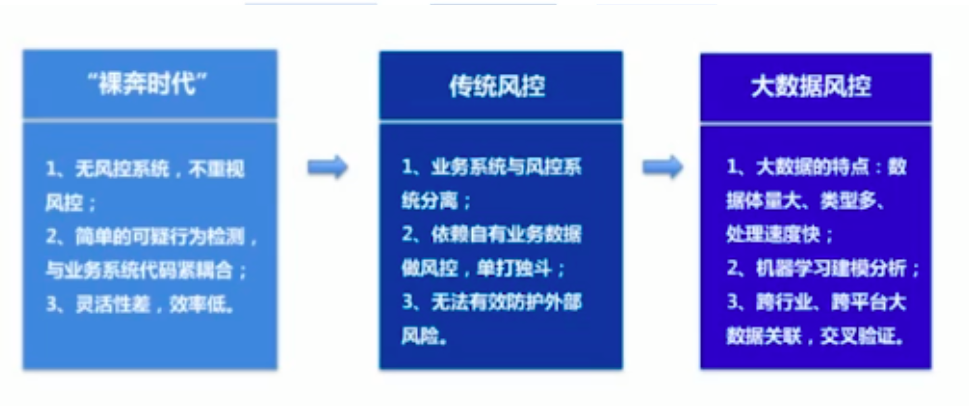 “裸奔时代”
1、无风控系统，不重视
风控；
2、简单的可疑行为检测，
与业务系统代码紧耦合；
3、灵活性差，效率低。
传统风控
1、业务系统与风控系
统分离；
2、依赖自有业务数据
做风控，单打独斗；
3、无法有效防护外部
风险。
大数据风控
1、大数据的特点：数
据体量大、类型多、
处理速度快；
2、机器学习建模分析；
3、跨行业、跨平台大
数据关联，交叉验证。